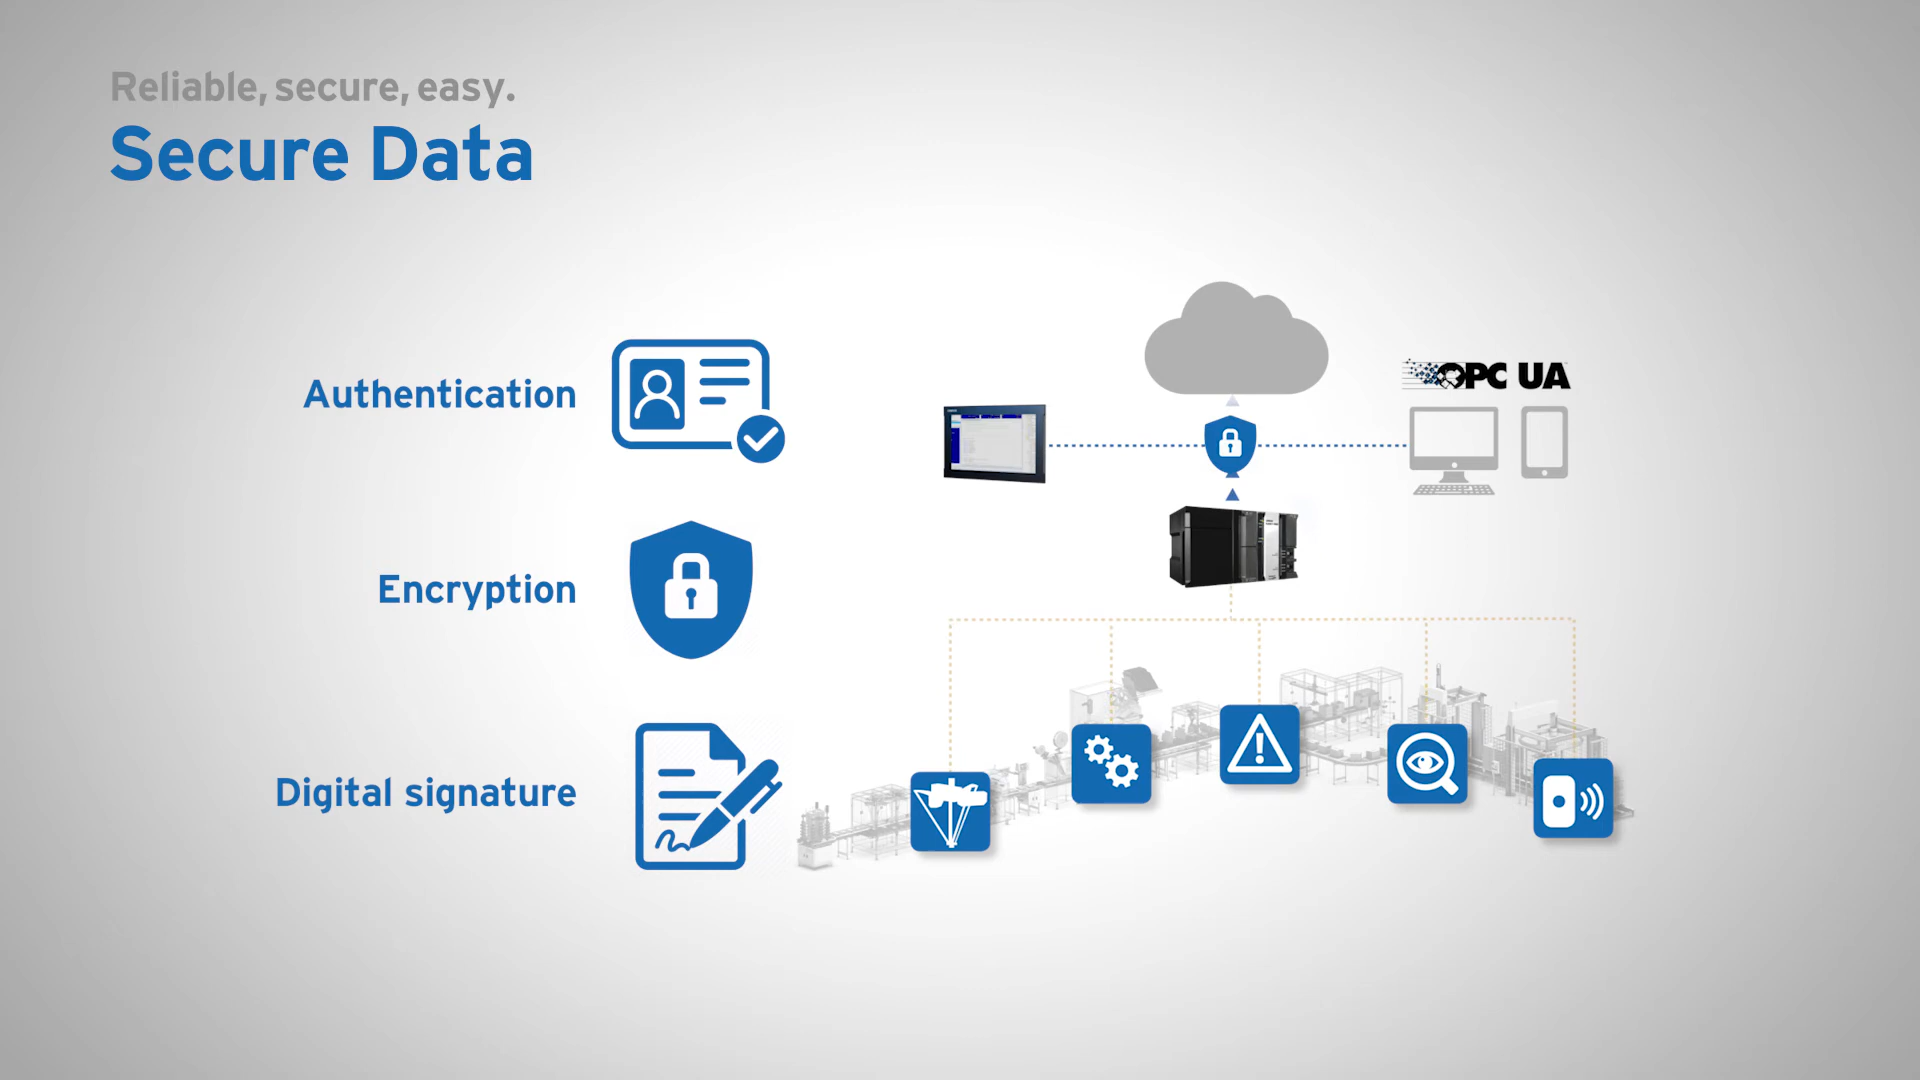 Reliable, secure, easy.
Secure Data
Authentication
Encryption
Digital signature
OPC UA